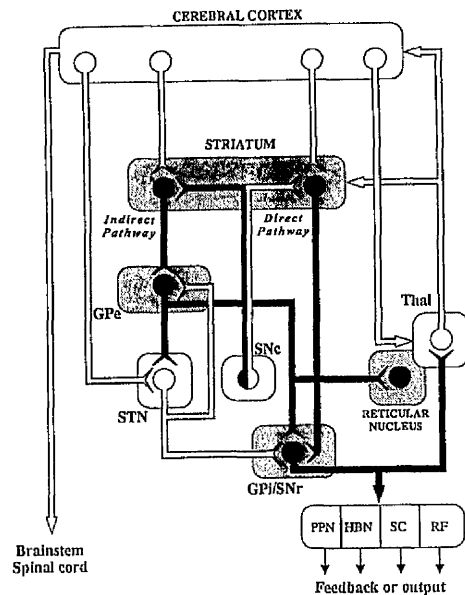 CEREBRAL CORTEX
STRIATUM
Indirect
Pathway
Direct
Pathway
GPe
Thal
SNc
STN
RETICULAR
NUCLEUS
GPi/SNr
PPN HBN SC RF
Brainstem
Spinal cord
Feedback or output